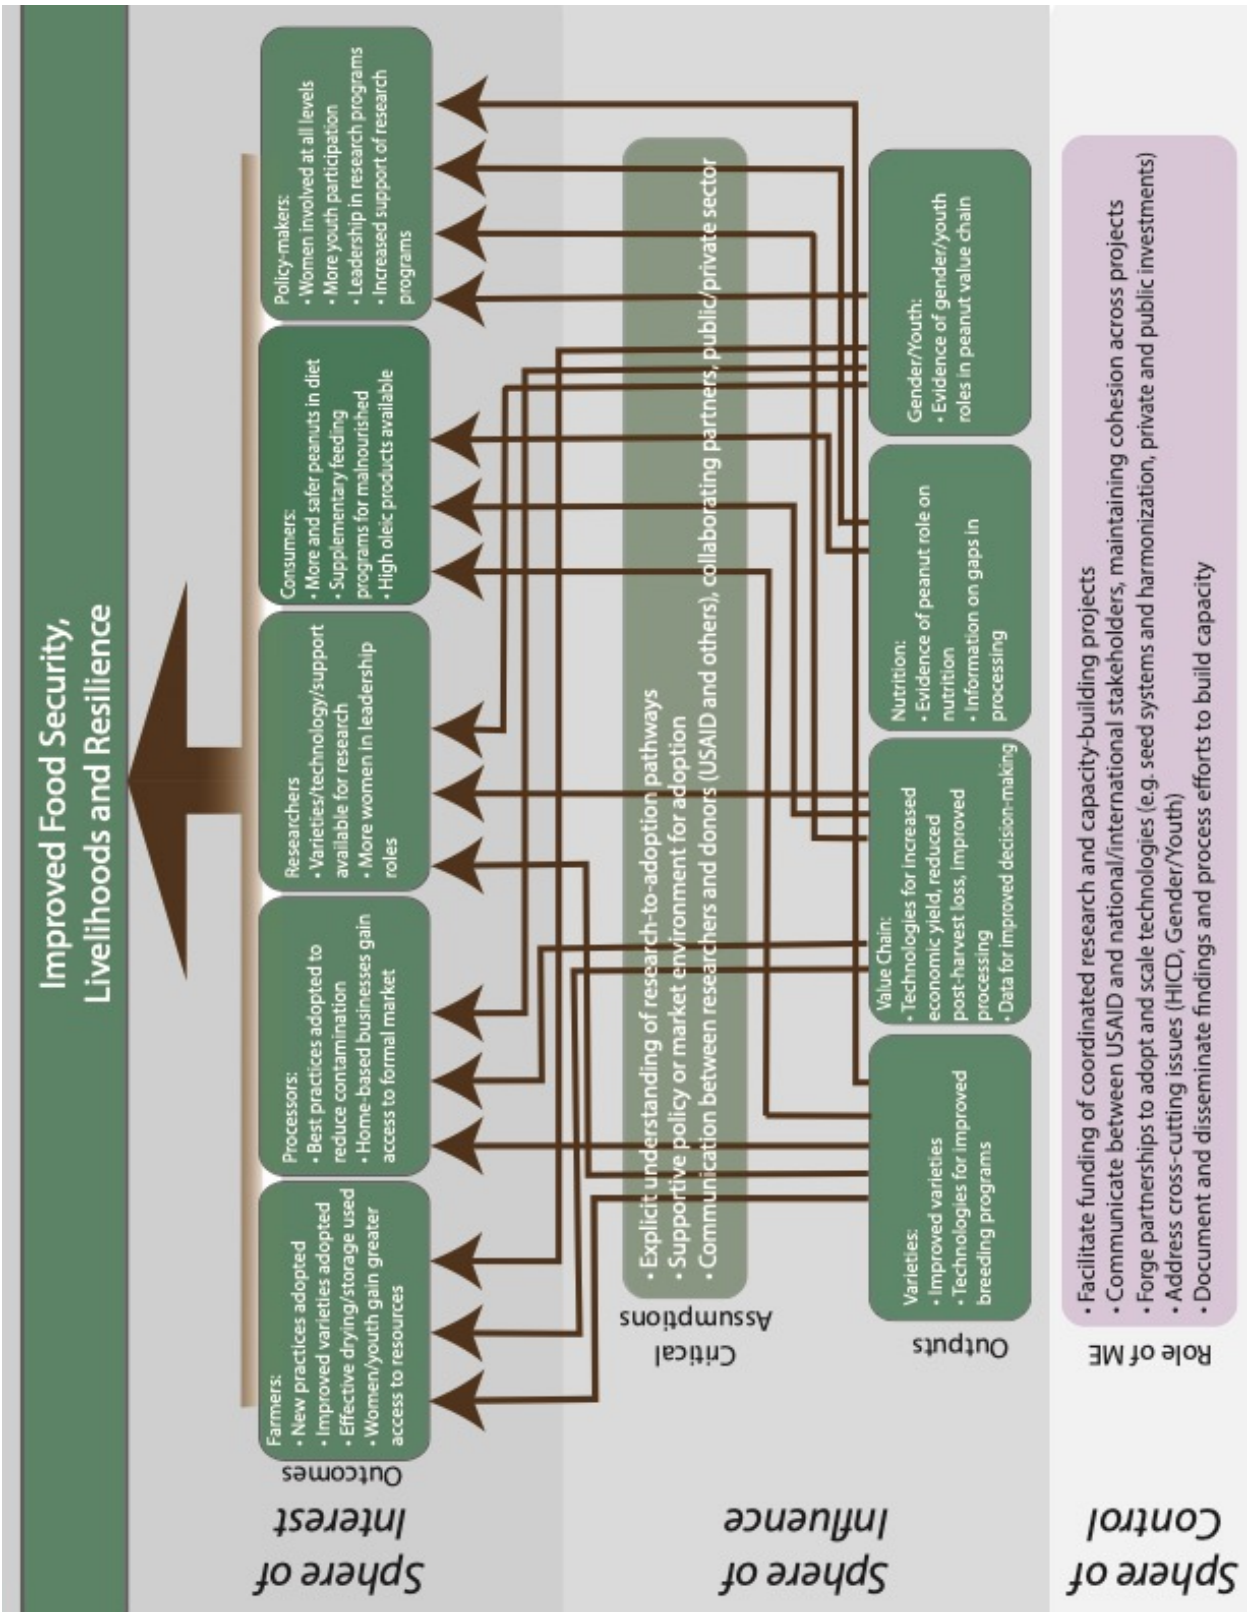 Improved Food Security,
Livelihoods and Resilience
Sphere of
Interest
Outcomes
Farmers:
• New practices adopted
• Improved varieties adopted
• Effective drying/storage used
• Women/youth gain greater
access to resources
Processors:
• Best practices adopted to
reduce contamination
• Home-based businesses gain
access to formal market
Researchers
• Varieties/technology/support
available for research
• More women in leadership
roles
Consumers:
• More and safer peanuts in diet
• Supplementary feeding
programs for malnourished
• High oleic products available
Policy-makers:
• Women involved at all levels
• More youth participation
• Leadership in research programs
• Increased support of research
programs
Sphere of
Influence
Critical
Assumptions
• Explicit understanding of research-to-adoption pathways
• Supportive policy or market environment for adoption
• Communication between researchers and donors (USAID and others), collaborating partners, public/private sector
Outputs
Varieties:
• Improved varieties
• Technologies for improved
breeding programs
Value Chain:
• Technologies for increased
economic yield, reduced
post-harvest loss, improved
processing
• Data for improved decision-making
Nutrition:
• Evidence of peanut role on
nutrition
• Information on gaps in
processing
Gender/Youth:
• Evidence of gender/youth
roles in peanut value chain
Sphere of
Control
Role of ME
• Facilitate funding of coordinated research and capacity-building projects
• Communicate between USAID and national/international stakeholders, maintaining cohesion across projects
• Forge partnerships to adopt and scale technologies (e.g. seed systems and harmonization, private and public investments)
• Address cross-cutting issues (HICD, Gender/Youth)
• Document and disseminate findings and process efforts to build capacity